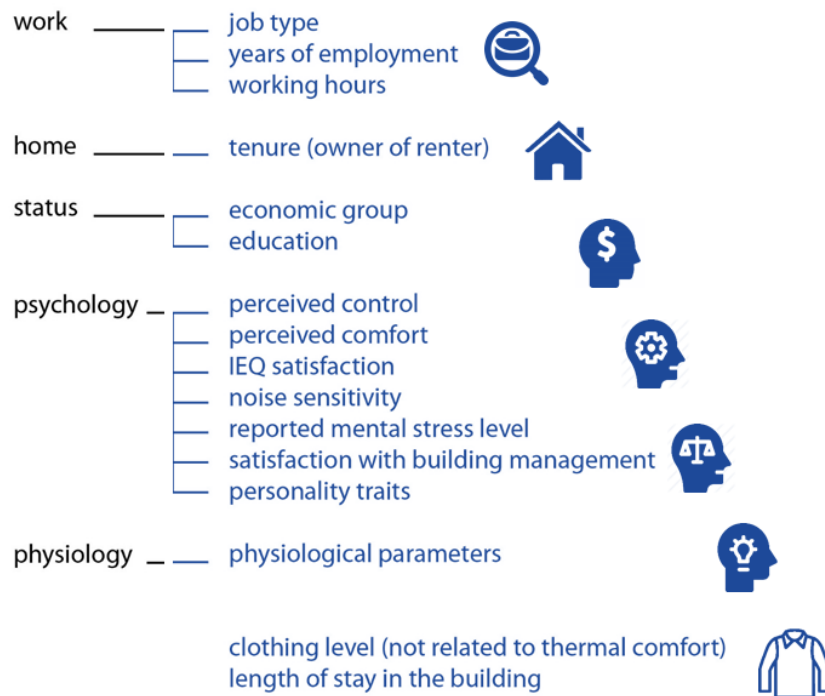 work job type
years of employment
working hours
home tenure (owner of renter)
status economic group
education
psychology perceived control
perceived comfort
IEQ satisfaction
noise sensitivity
reported mental stress level
satisfaction with building management
personality traits
physiology physiological parameters
clothing level (not related to thermal comfort)
length of stay in the building
$